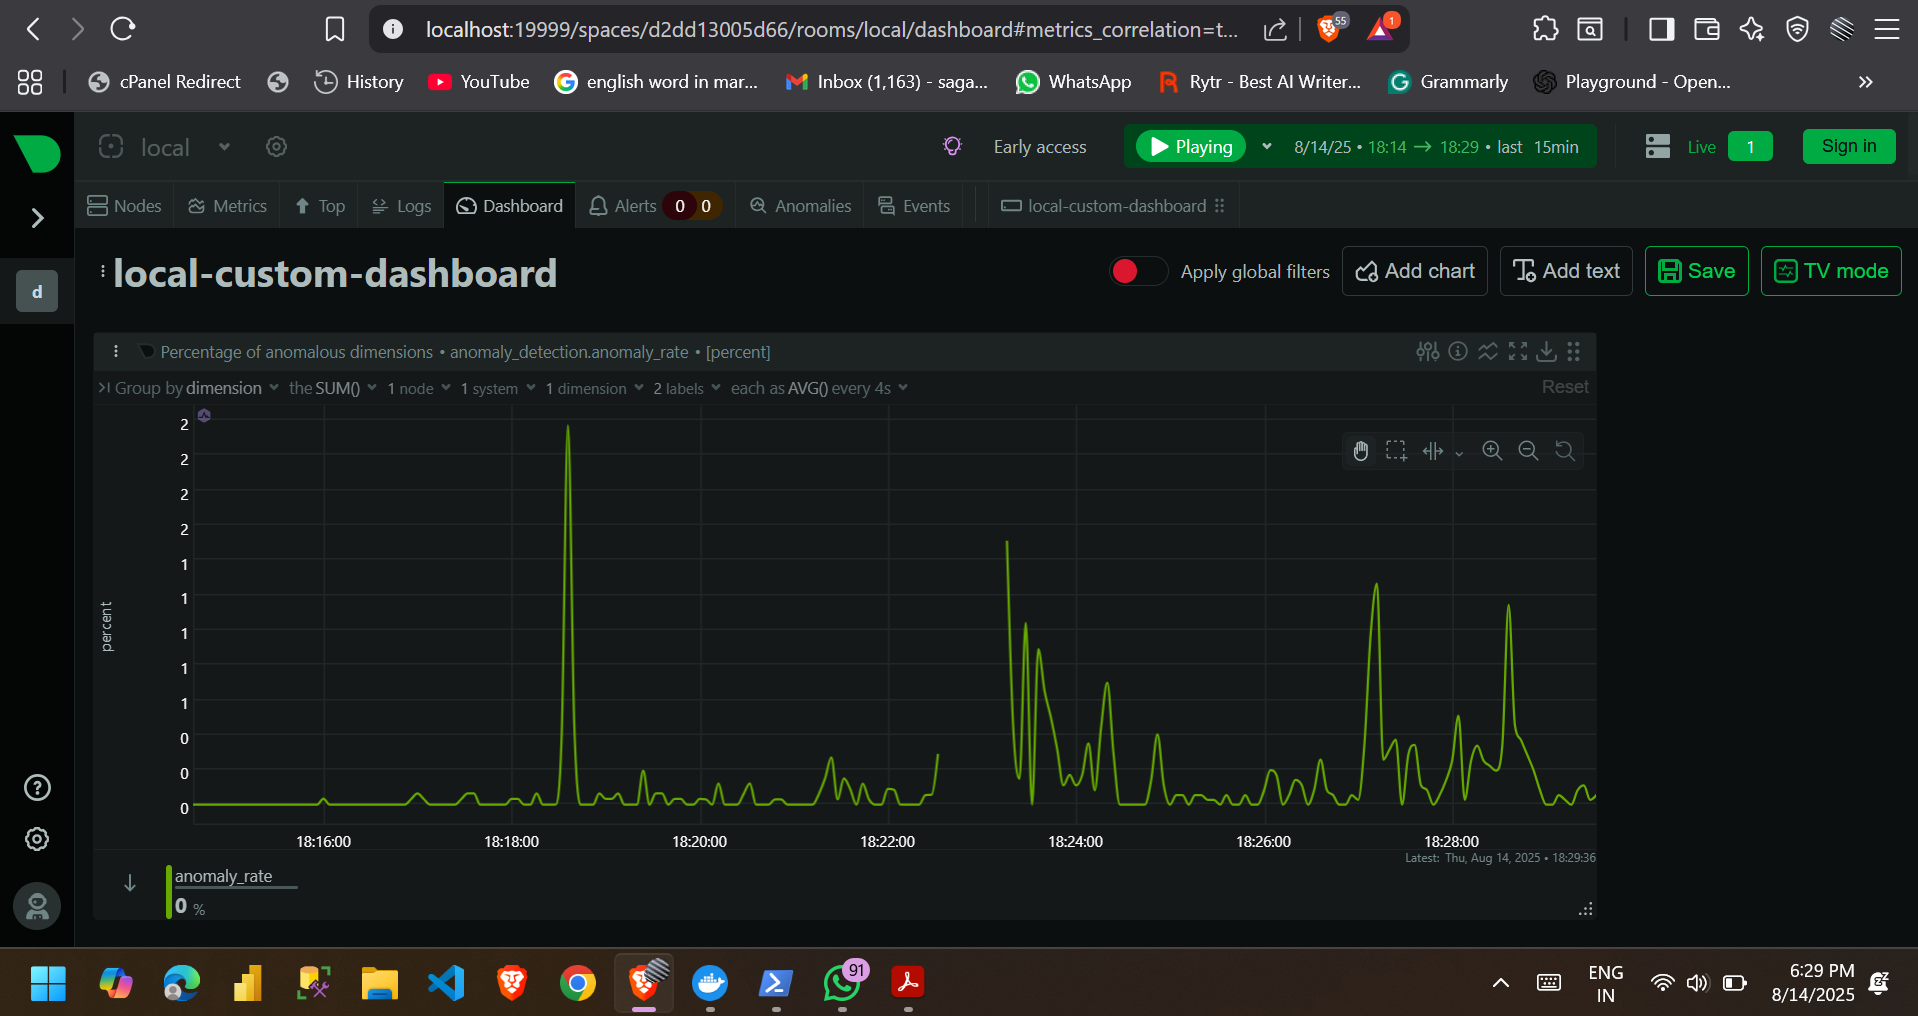 localhost:19999/spaces/d2dd13005d66/rooms/local/dashboard#metrics_correlation=t...
55
1
cPanel Redirect
History
YouTube
english word in mar...
Inbox (1,163) - saga...
WhatsApp
Rytr - Best AI Writer...
Grammarly
Playground - Open...
local
Early access
Playing
8/14/25 • 18:14 → 18:29 • last 15min
Live
1
Sign in
Nodes
Metrics
Top
Logs
Dashboard
Alerts 0 0
Anomalies
Events
local-custom-dashboard
d
local-custom-dashboard
Apply global filters
Add chart
Add text
Save
TV mode
Percentage of anomalous dimensions • anomaly_detection.anomaly_rate • [percent]
Group by dimension the SUM() 1 node 1 system 1 dimension 2 labels each as AVG() every 4s
Reset
2
2
2
2
1
1
1
1
1
0
0
0
percent
18:16:00
18:18:00
18:20:00
18:22:00
18:24:00
18:26:00
18:28:00
Latest: Thu, Aug 14, 2025 • 18:29:36
anomaly_rate
0 %
91
ENG
IN
6:29 PM
8/14/2025